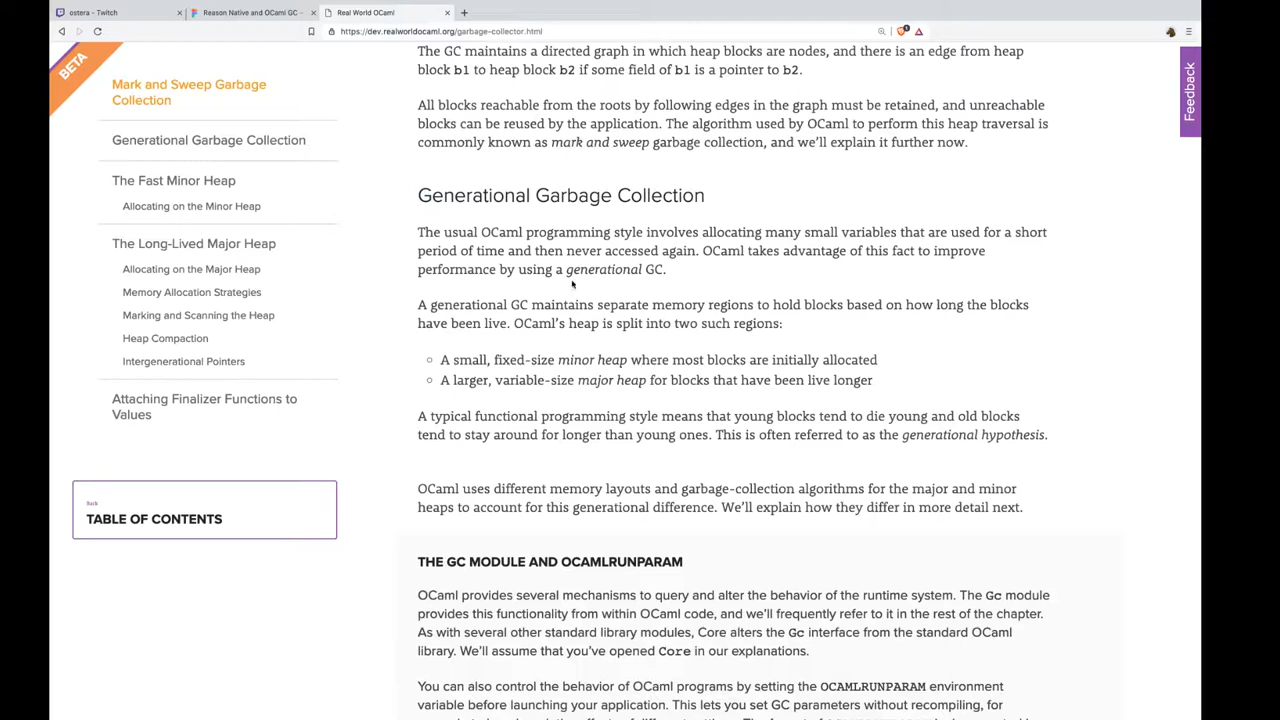 ostera - Twitch
Reason Native and OCaml GC -
Real World OCaml
https://dev.realworldocaml.org/garbage-collector.html
1
BETA
Feedback
Mark and Sweep Garbage
Collection
Generational Garbage Collection
The Fast Minor Heap
Allocating on the Minor Heap
The Long-Lived Major Heap
Allocating on the Major Heap
Memory Allocation Strategies
Marking and Scanning the Heap
Heap Compaction
Intergenerational Pointers
Attaching Finalizer Functions to
Values
Back
TABLE OF CONTENTS
The GC maintains a directed graph in which heap blocks are nodes, and there is an edge from heap
block b1 to heap block b2 if some field of b1 is a pointer to b2.
All blocks reachable from the roots by following edges in the graph must be retained, and unreachable
blocks can be reused by the application. The algorithm used by OCaml to perform this heap traversal is
commonly known as mark and sweep garbage collection, and we'll explain it further now.
Generational Garbage Collection
The usual OCaml programming style involves allocating many small variables that are used for a short
period of time and then never accessed again. OCaml takes advantage of this fact to improve
performance by using a generational GC.
A generational GC maintains separate memory regions to hold blocks based on how long the blocks
have been live. OCaml's heap is split into two such regions:
A small, fixed-size minor heap where most blocks are initially allocated
A larger, variable-size major heap for blocks that have been live longer
A typical functional programming style means that young blocks tend to die young and old blocks
tend to stay around for longer than young ones. This is often referred to as the generational hypothesis.
OCaml uses different memory layouts and garbage-collection algorithms for the major and minor
heaps to account for this generational difference. We'll explain how they differ in more detail next.
THE GC MODULE AND OCAMLRUNPARAM
OCaml provides several mechanisms to query and alter the behavior of the runtime system. The Gc module
provides this functionality from within OCaml code, and we'll frequently refer to it in the rest of the chapter.
As with several other standard library modules, Core alters the Gc interface from the standard OCaml
library. We'll assume that you've opened Core in our explanations.
You can also control the behavior of OCaml programs by setting the OCAMLRUNPARAM environment
variable before launching your application. This lets you set GC parameters without recompiling, for